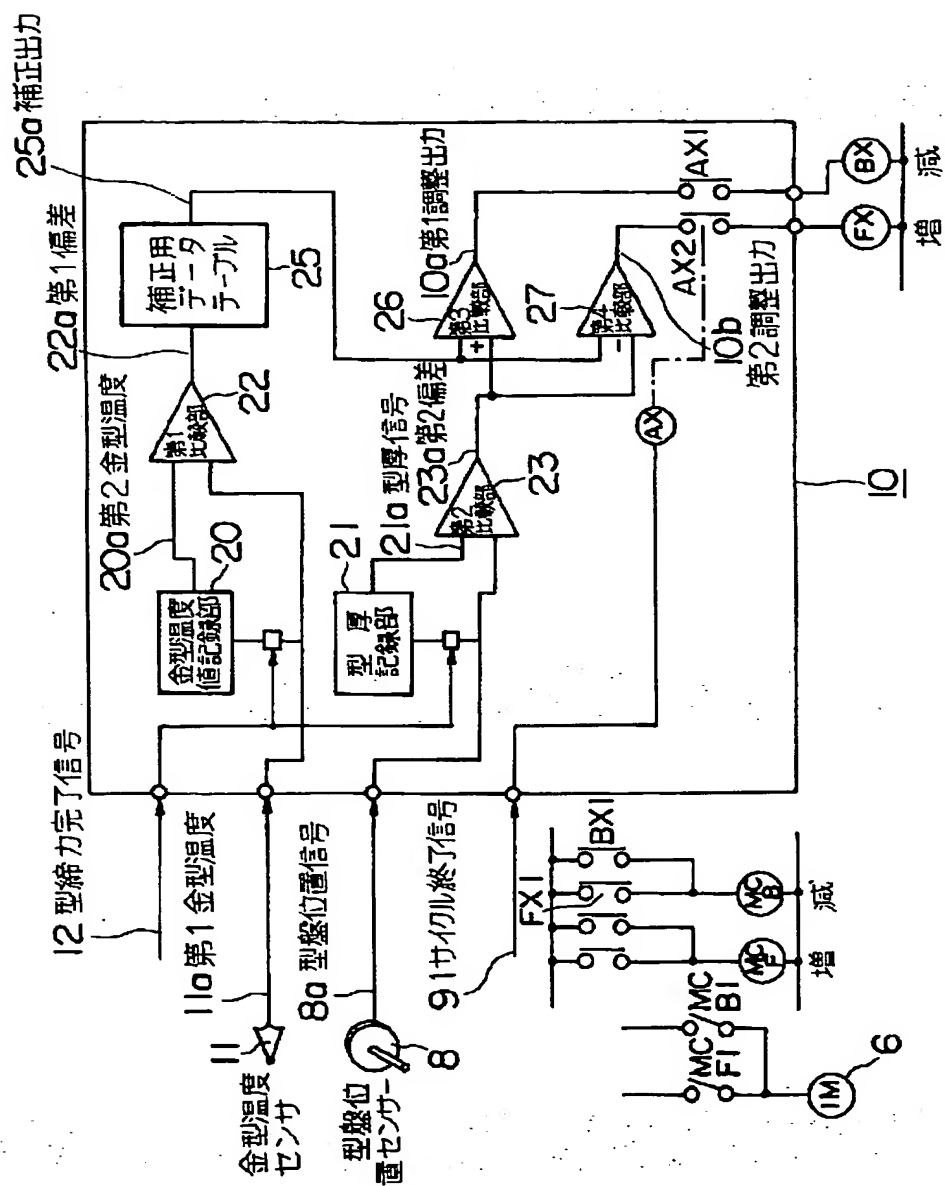 12 型締力完了信号
11a 第1金型温度
11
金型温度
センサ
8a 型盤位置信号
型盤位
置センサー
8
9 1サイクル終了信号
20a 第2金型温度
20
金型温度
値記録部
21
型厚
記録部
21a 型厚信号
第1
比較部
22
22a 第1偏差
補正用
データ
テーブル
25
25a 補正出力
第2
比較部
23
23a 第2偏差
第3
比較部
+
26
10a 第1調整出力
第4
比較部
-
27
10b
第2調整出力
AX
AX2
AX1
10
FX
BX
増
減
FX1
BX1
MC
F
MC
B
増
減
MC
F1
MC
B1
IM
6